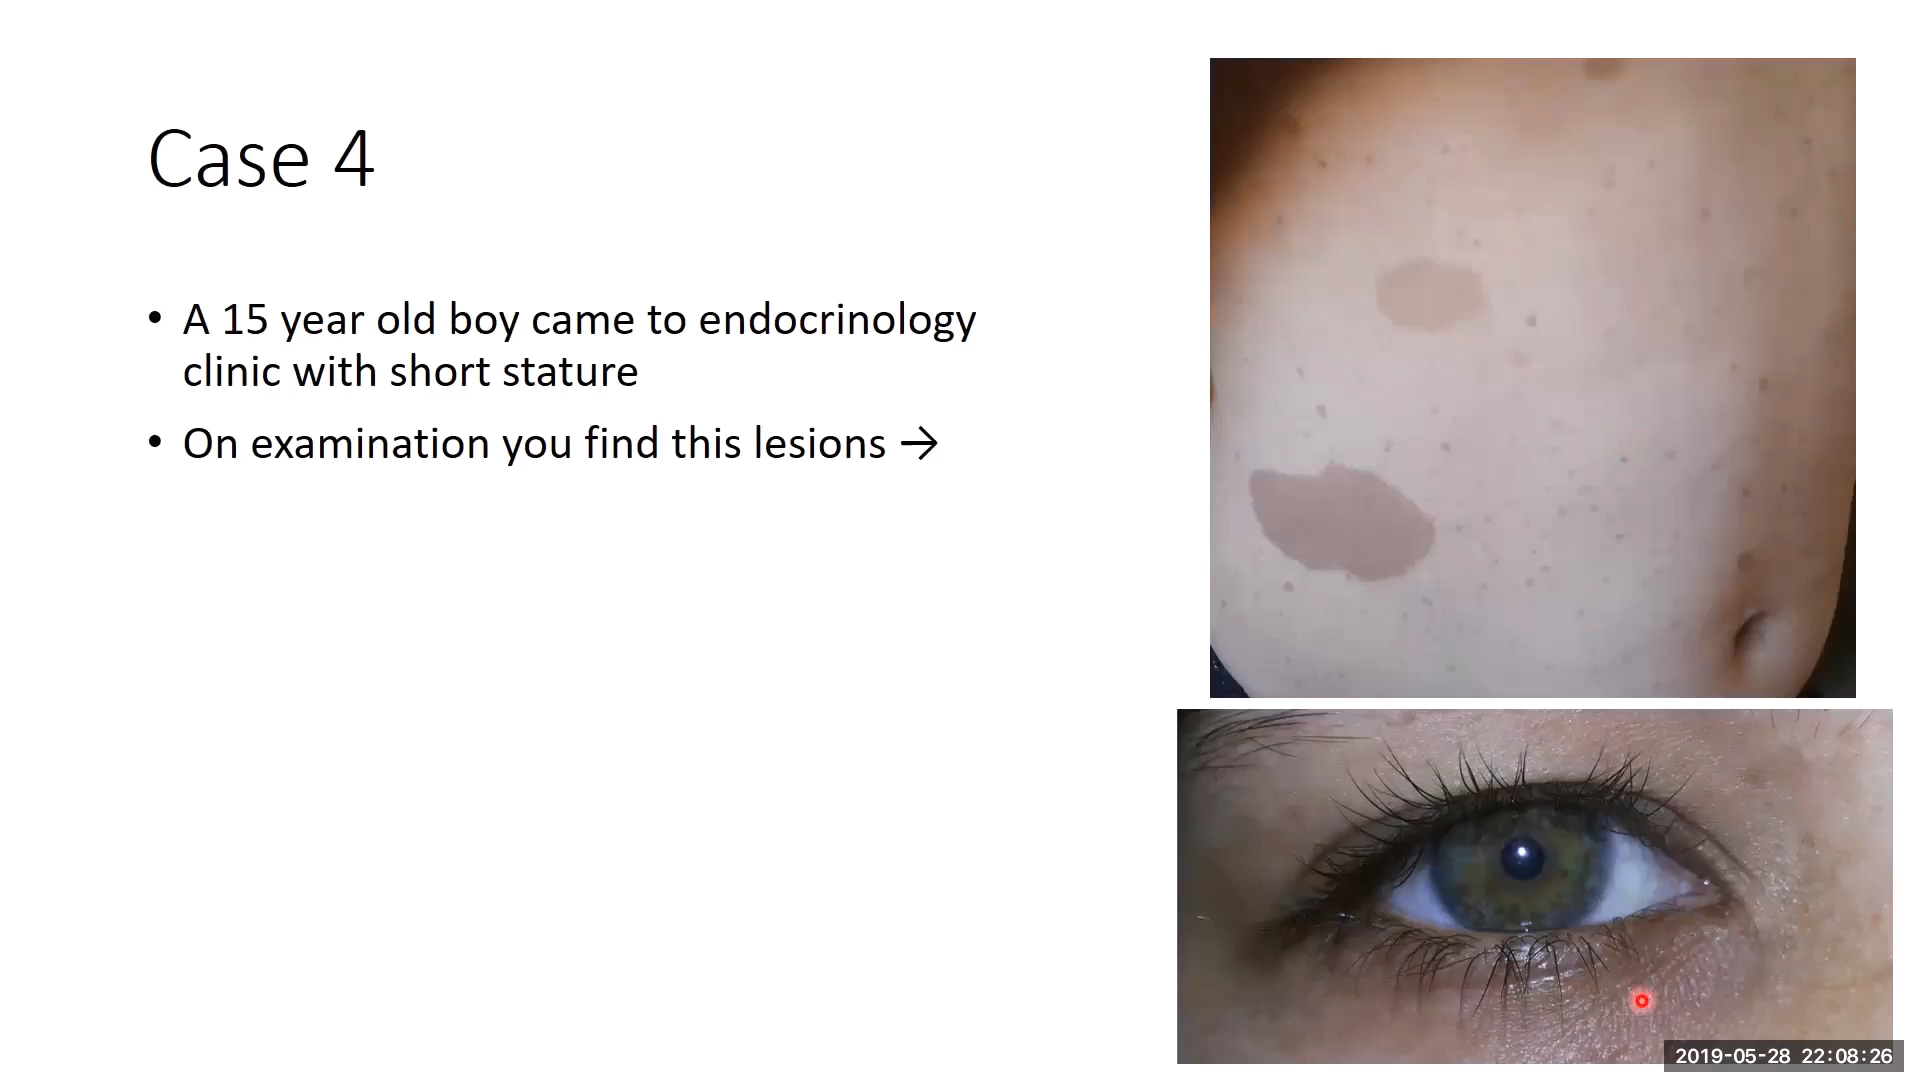 Case 4
• A 15 year old boy came to endocrinology
clinic with short stature
• On examination you find this lesions →
2019-05-28 22:08:26